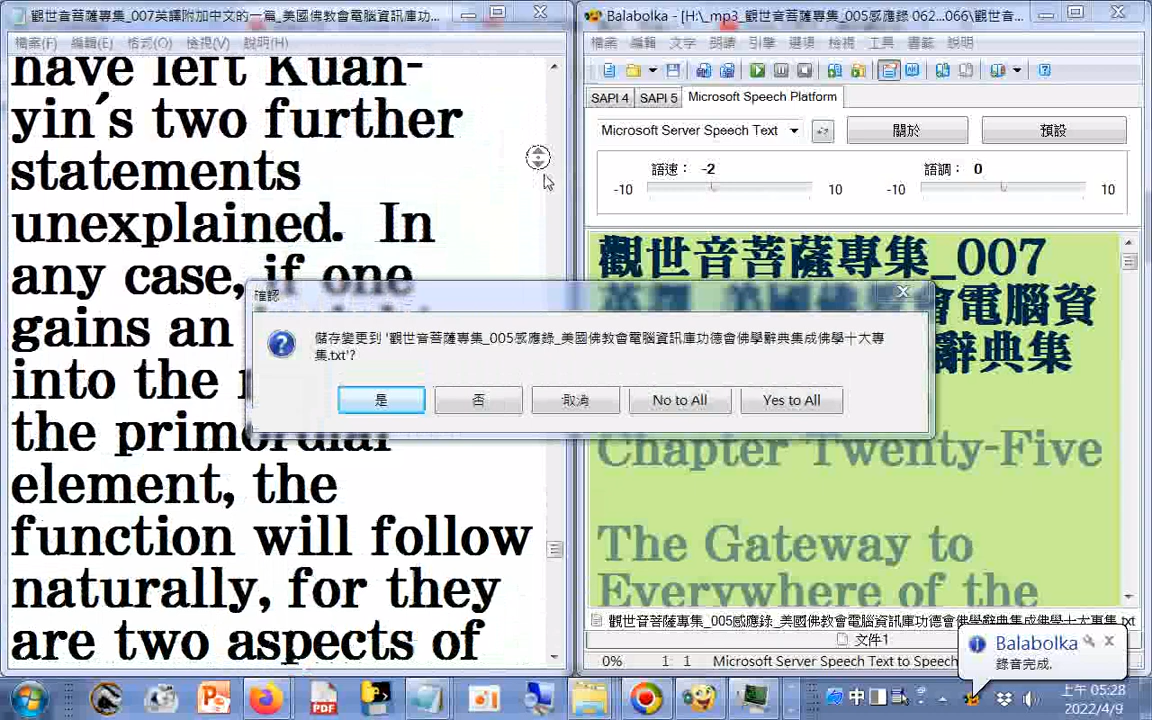 觀世音菩薩專集_007英譯附加中文的一篇_美國佛教會電腦資訊庫功...
檔案(F) 編輯(E) 格式(O) 檢視(V) 說明(H)
have left Kuan-
yin's two further
statements
unexplained. In
any case, if one
gains an
into the
the primordial
element, the
function will follow
naturally, for they
are two aspects of
Balabolka - [H:\_mp3_觀世音菩薩專集_005感應錄 062...066\觀世音...
檔案 編輯 文字 朗讀 引擎 選項 檢視 工具 書籤 說明
SAPI 4 SAPI 5 Microsoft Speech Platform
Microsoft Server Speech Text 關於 預設
語速: -2 語調: 0
-10 10 -10 10
觀世音菩薩專集_007
會電腦資
辭典集
Chapter Twenty-Five
The Gateway to
Everywhere of the
觀世音菩薩專集_005感應錄_美國佛教會電腦資訊庫功德會佛學辭典集成佛學十大專集.txt
文件1
0% 1: 1 Microsoft Server Speech Text to Speech
確認
儲存變更到 '觀世音菩薩專集_005感應錄_美國佛教會電腦資訊庫功德會佛學辭典集成佛學十大專
集.txt'?
是 否 取消 No to All Yes to All
Balabolka
錄音完成.
中
上午 05:28
2022/4/9